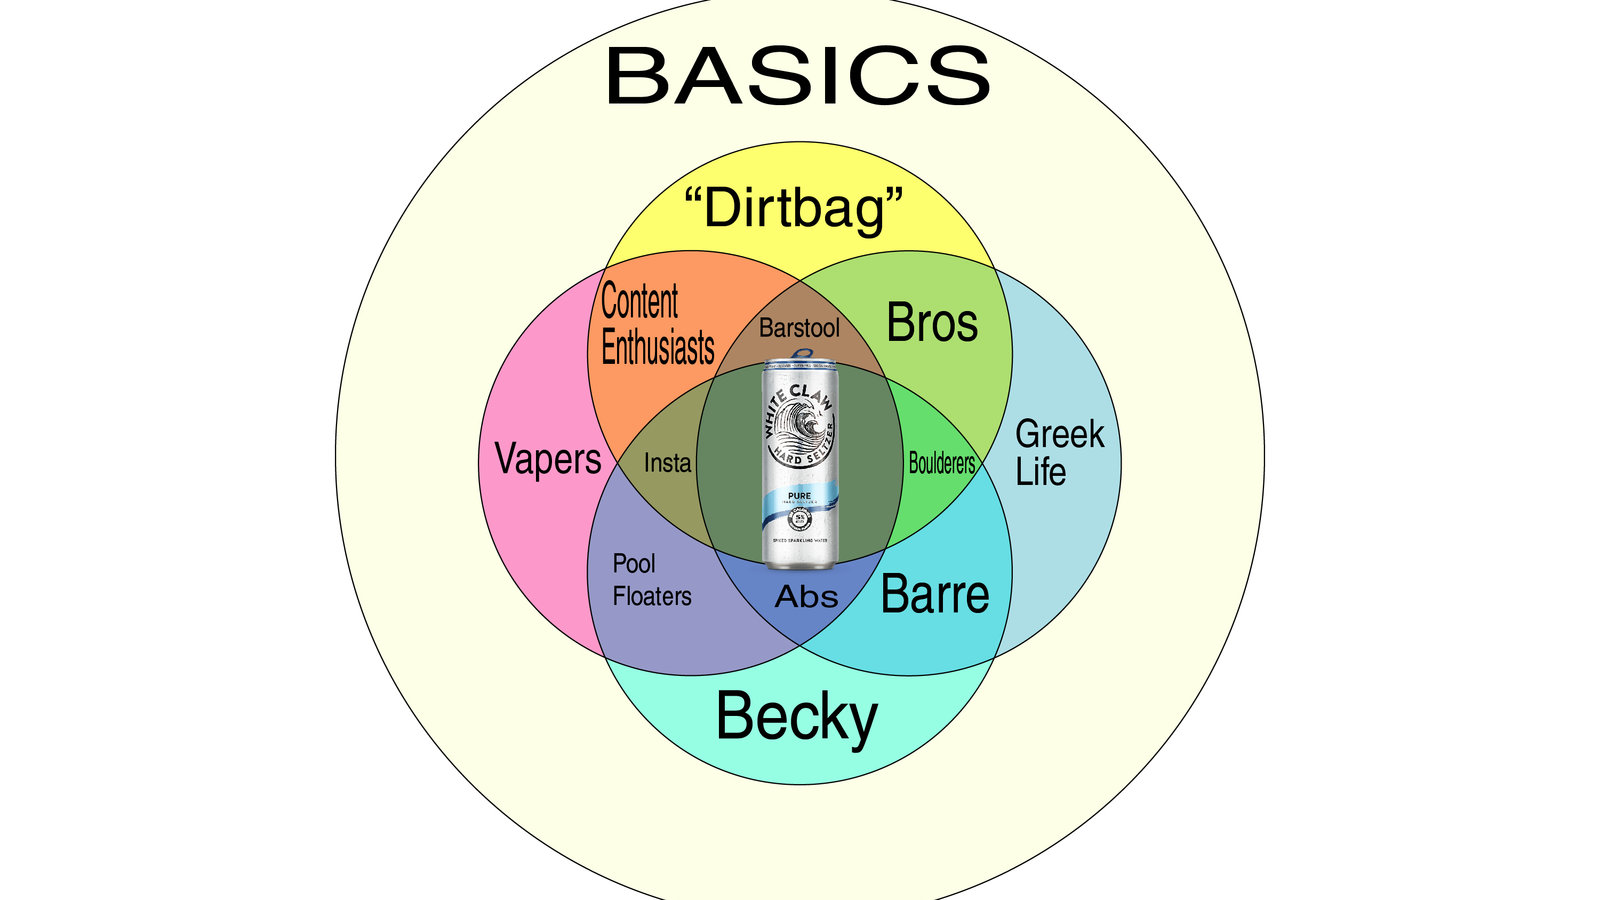 BASICS
“Dirtbag”
Content
Enthusiasts
Barstool
Bros
WHITE CLAW
HARD SELTZER
Vapers
Insta
Boulderers
Greek
Life
PURE
5%
SPIKED SPARKLING WATER
Pool
Floaters
Abs
Barre
Becky